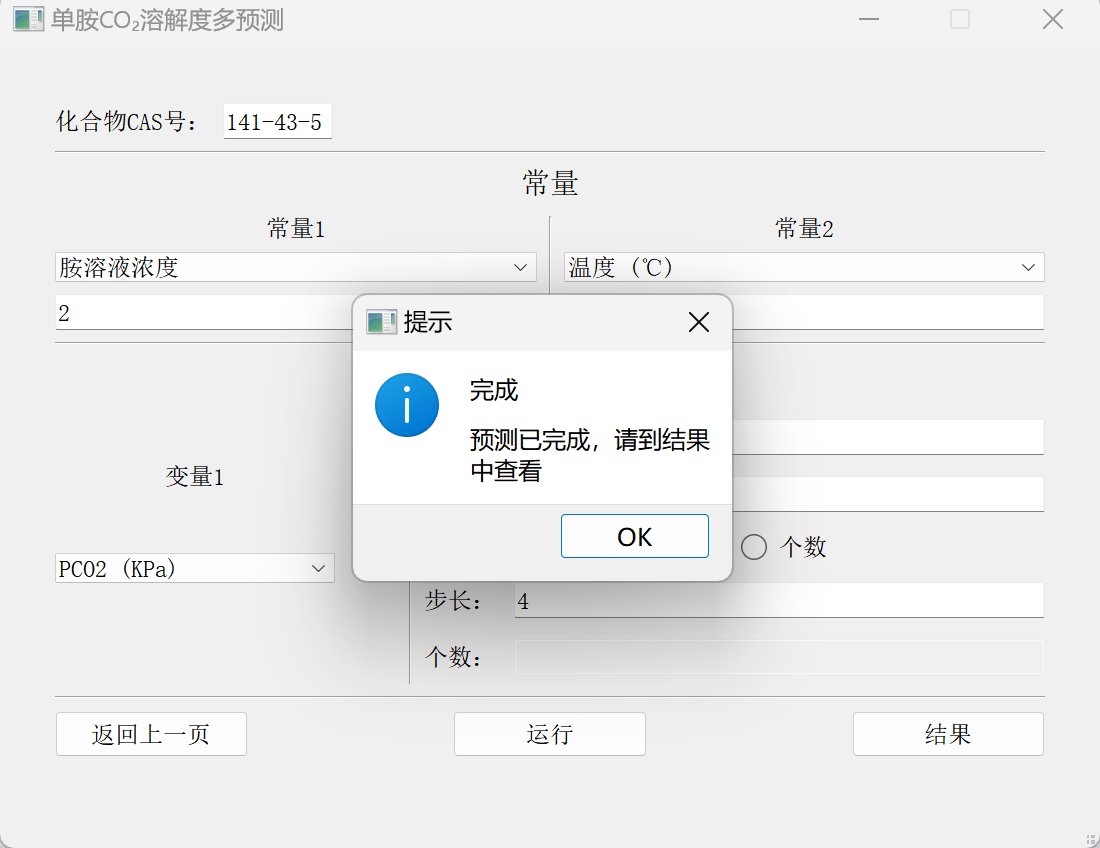 单胺CO₂溶解度多预测
化合物CAS号： 141-43-5
常量
常量1 常量2
胺溶液浓度 温度（℃）
2
提示
完成
预测已完成，请到结果
中查看
OK
变量1
个数
PCO2（KPa）
步长： 4
个数：
返回上一页 运行 结果